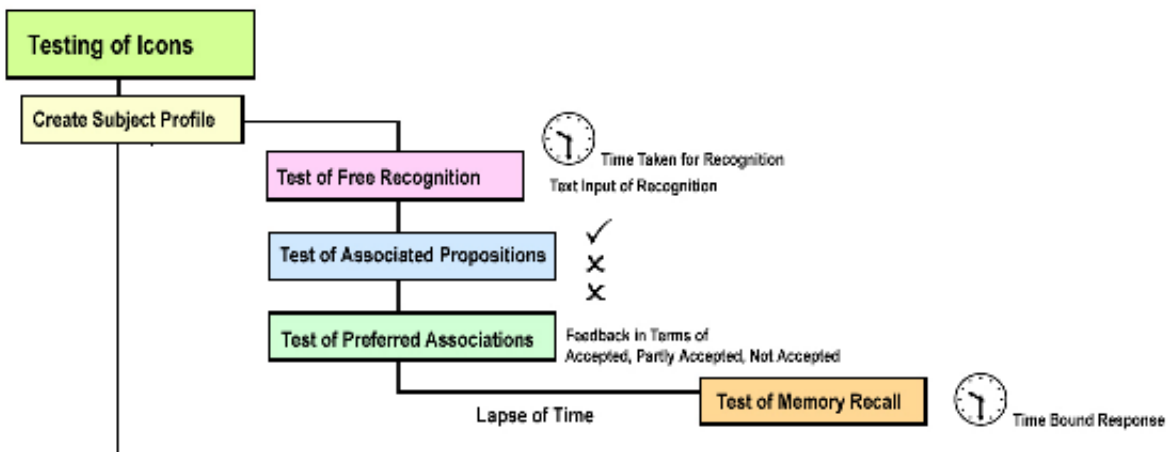 Testing of Icons
Create Subject Profile
Time Taken for Recognition
Test of Free Recognition
Text Input of Recognition
Test of Associated Propositions
Test of Preferred Associations
Feedback in Terms of
Accepted, Partly Accepted, Not Accepted
Test of Memory Recall
Lapse of Time
Time Bound Response